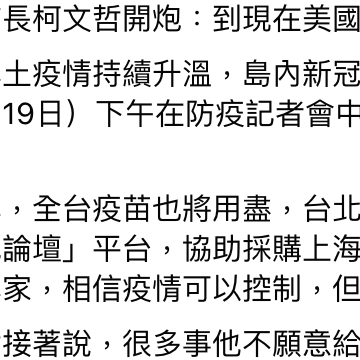 長柯文哲開炮：到現在美國
土疫情持續升溫，島內新冠
19日）下午在防疫記者會中
，全台疫苗也將用盡，台北
論壇」平台，協助採購上海
家，相信疫情可以控制，但
接著說，很多事他不願意給